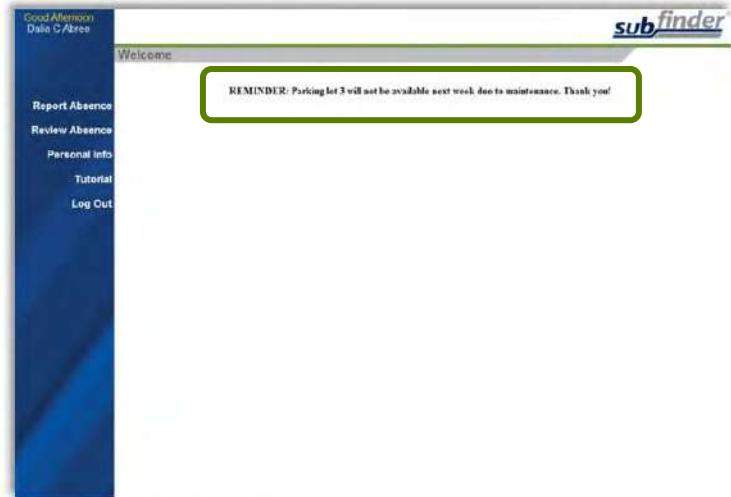 Good Afternoon
Dalia C Abreo
subfinder
Welcome
REMINDER: Parking lot 3 will not be available next week due to maintenance. Thank you!
Report Absence
Review Absence
Personal Info
Tutorial
Log Out